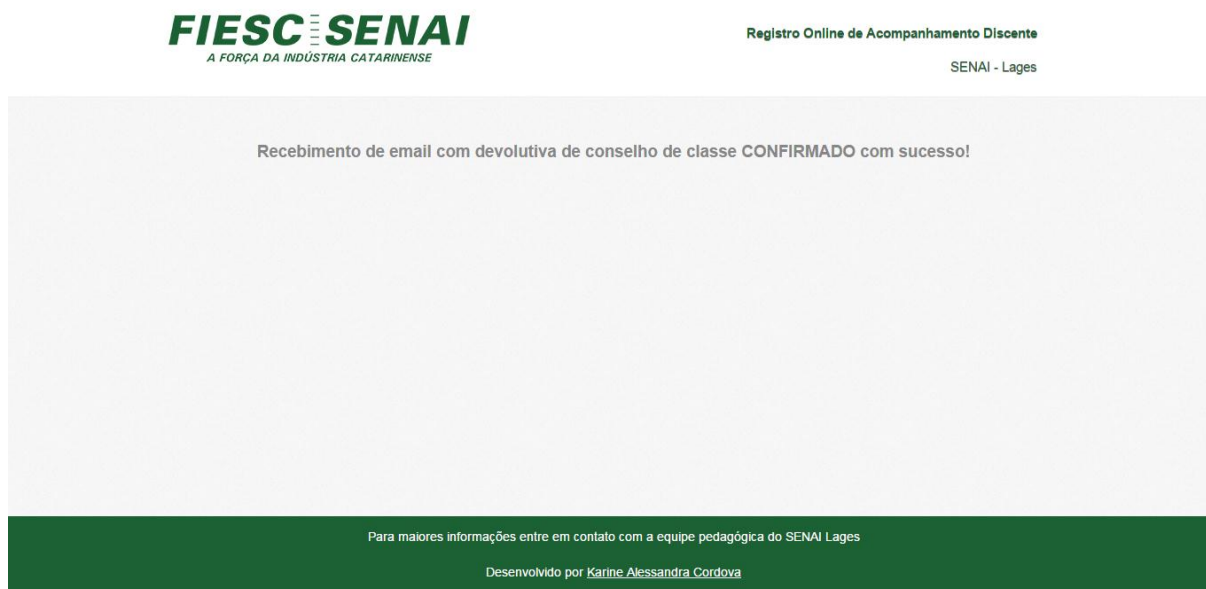 FIESC SENAI
A FORÇA DA INDÚSTRIA CATARINENSE
Registro Online de Acompanhamento Discente
SENAI - Lages
Recebimento de email com devolutiva de conselho de classe CONFIRMADO com sucesso!
Para maiores informações entre em contato com a equipe pedagógica do SENAI Lages
Desenvolvido por Karine Alessandra Cordova